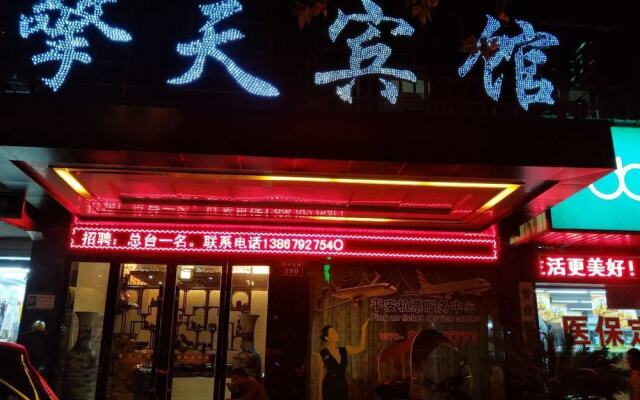 擎天宾馆
招聘：总台一名。联系电话13867927540
生活更美好！
平安机票服务中心
Ping an ticket service center
医保定